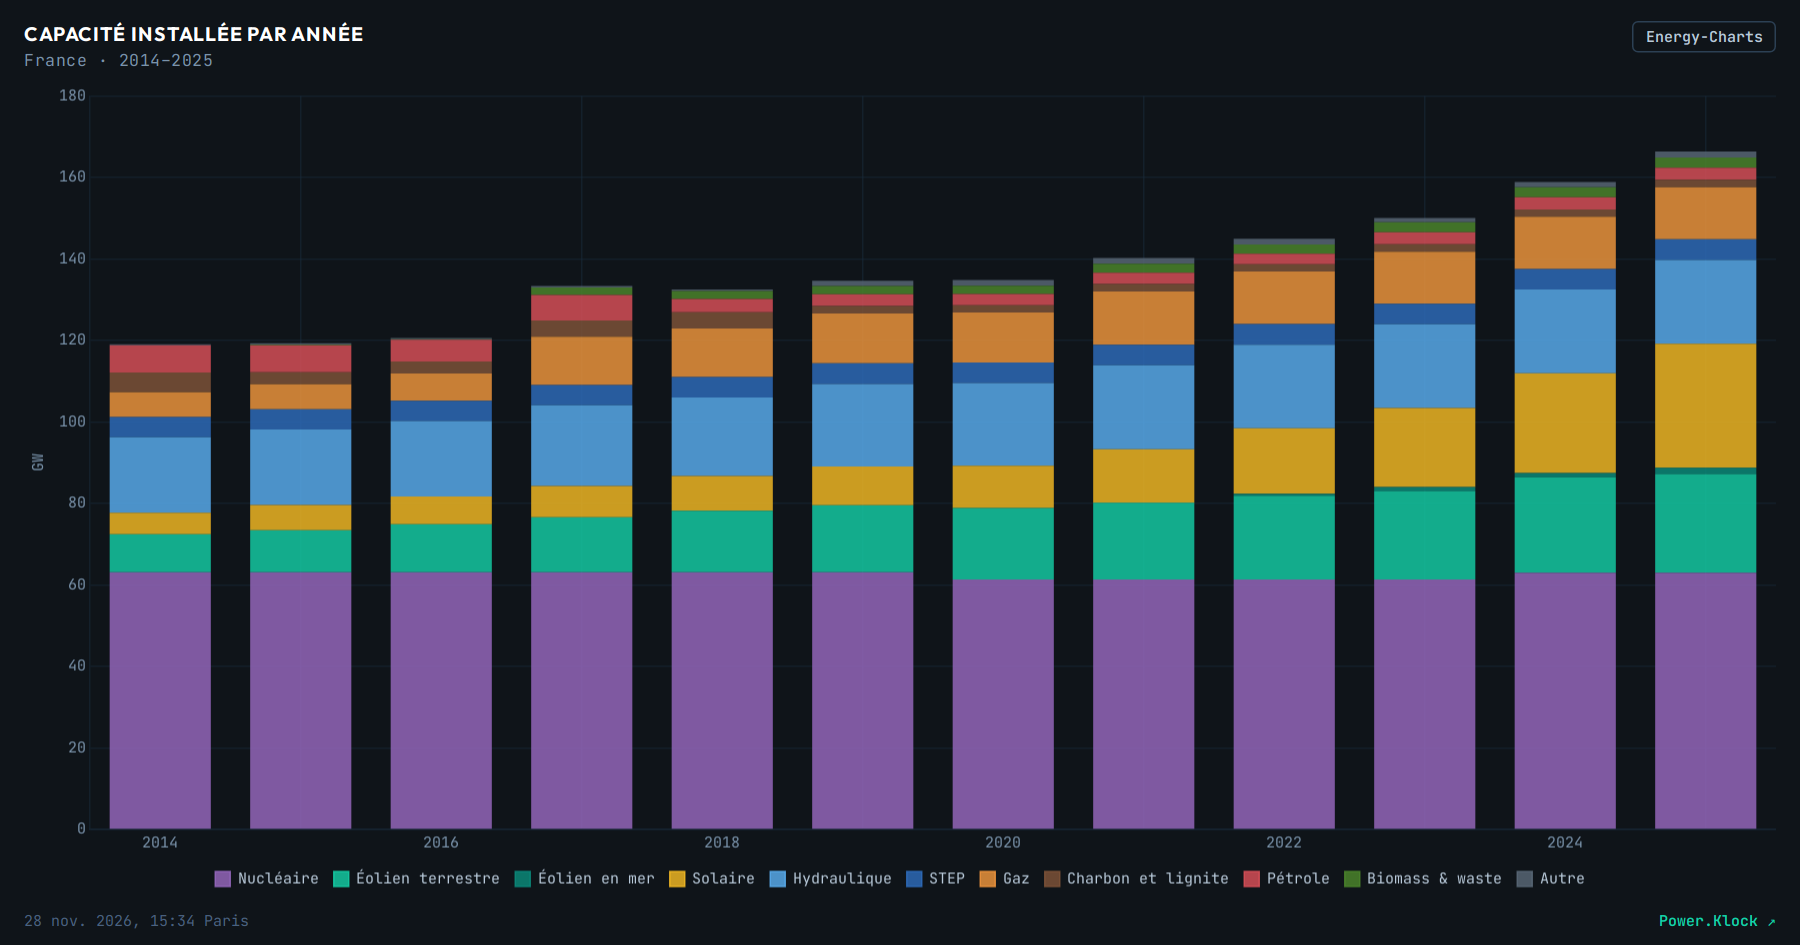 CAPACITÉ INSTALLÉE PAR ANNÉE
Energy-Charts
France · 2014–2025
180
160
140
120
100
80
60
40
20
0
GW
2014
2016
2018
2020
2022
2024
Nucléaire
Éolien terrestre
Éolien en mer
Solaire
Hydraulique
STEP
Gaz
Charbon et lignite
Pétrole
Biomass & waste
Autre
28 nov. 2026, 15:34 Paris
Power.Klock ↗